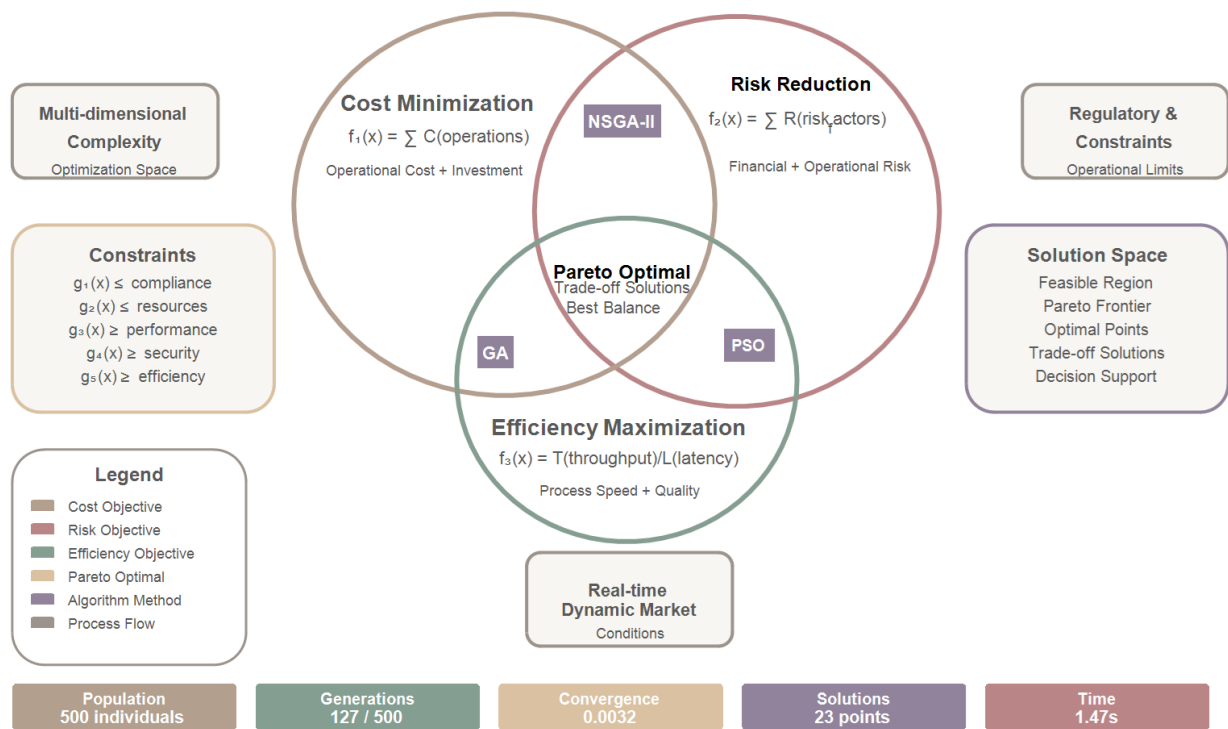 Multi-dimensional
Complexity
Optimization Space
Cost Minimization
f₁(x) = ∑ C(operations)
Operational Cost + Investment
NSGA-II
Risk Reduction
f₂(x) = ∑ R(risk_factors)
Financial + Operational Risk
Regulatory &
Constraints
Operational Limits
Constraints
g₁(x) ≤ compliance
g₂(x) ≤ resources
g₃(x) ≥ performance
g₄(x) ≥ security
g₅(x) ≥ efficiency
Pareto Optimal
Trade-off Solutions
Best Balance
GA
PSO
Solution Space
Feasible Region
Pareto Frontier
Optimal Points
Trade-off Solutions
Decision Support
Efficiency Maximization
f₃(x) = T(throughput)/L(latency)
Process Speed + Quality
Legend
Cost Objective
Risk Objective
Efficiency Objective
Pareto Optimal
Algorithm Method
Process Flow
Real-time
Dynamic Market
Conditions
Population
500 individuals
Generations
127 / 500
Convergence
0.0032
Solutions
23 points
Time
1.47s